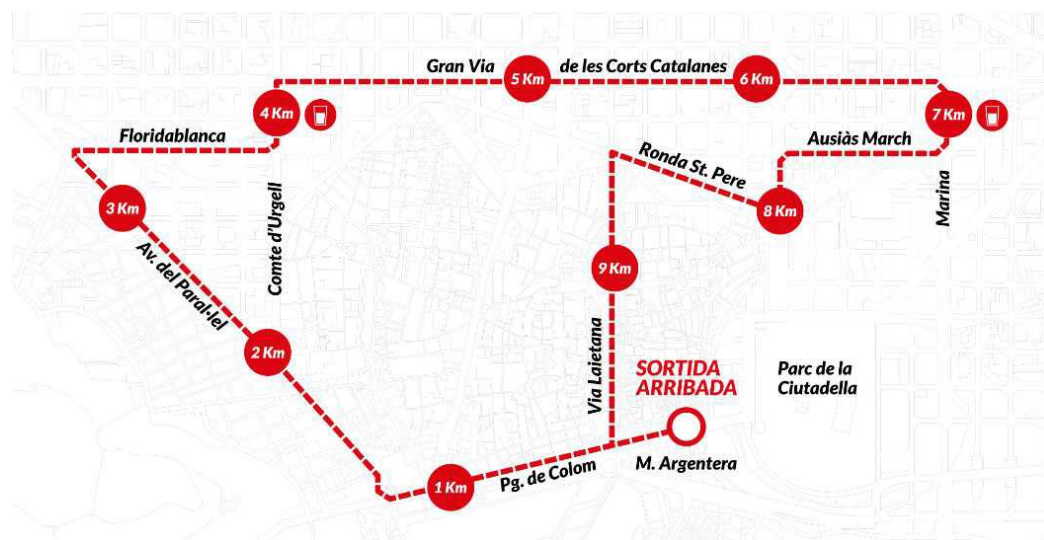 Gran Via
5 Km
de les Corts Catalanes
6 Km
4 Km
7 Km
Floridablanca
Ausiàs March
Ronda St. Pere
3 Km
8 Km
Comte d'Urgell
Marina
Av. del Paral·lel
9 Km
2 Km
Via Laietana
SORTIDA
ARRIBADA
Parc de la
Ciutadella
M. Argentera
Pg. de Colom
1 Km